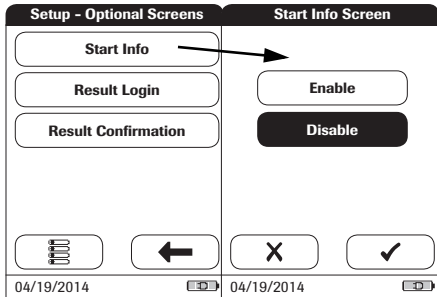 Setup - Optional Screens
Start Info
Result Login
Result Confirmation
04/19/2014
Start Info Screen
Enable
Disable
04/19/2014